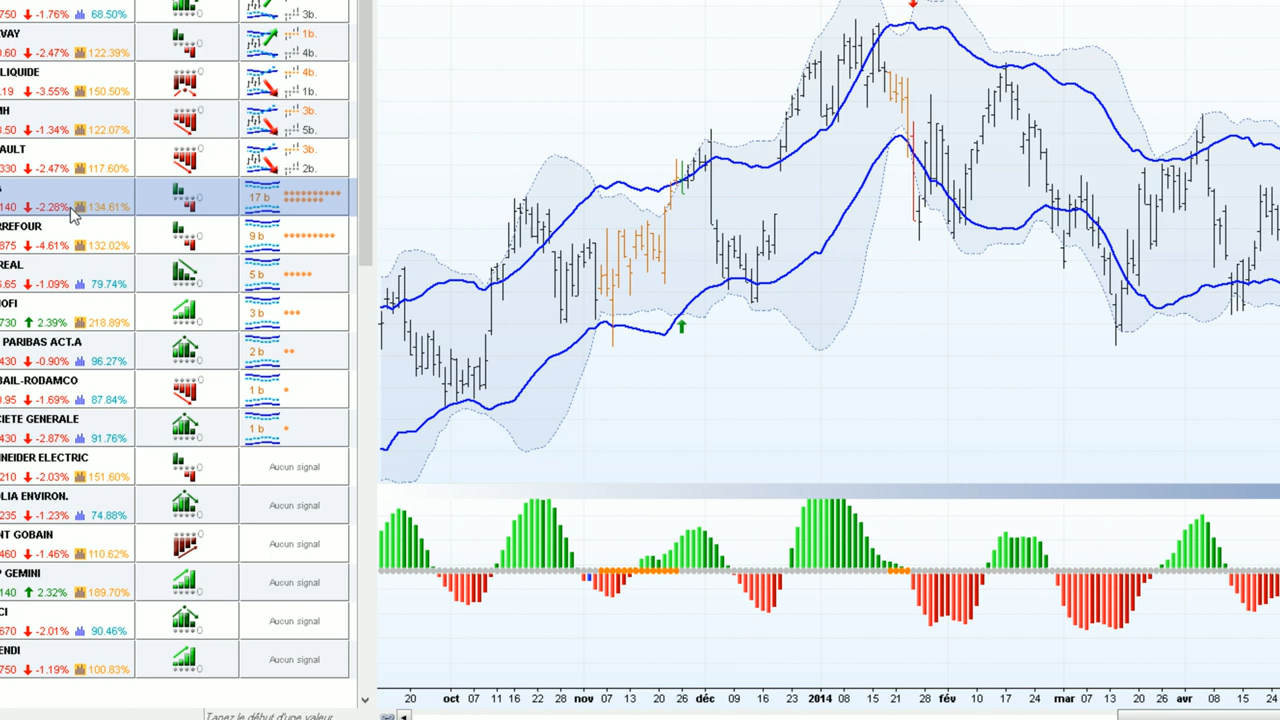 750 -1.76% 68.50% 3b.
VAY 1b.
0.60 -2.47% 122.39% 4b.
LIQUIDE 4b.
.19 -3.55% 150.50% 1b.
MH 3b.
3.50 -1.34% 122.07% 5b.
AULT 3b.
330 -2.47% 117.60% 2b.
140 -2.28% 134.61% 17 b
RREFOUR
875 -4.61% 132.02% 9 b
REAL
5.65 -1.09% 79.74% 5 b
NOFI
730 2.39% 218.89% 3 b
PARIBAS ACT.A
430 -0.90% 96.27% 2 b
BAIL-RODAMCO
0.95 -1.69% 87.84% 1 b
CIETE GENERALE
430 -2.87% 91.76% 1 b
NEIDER ELECTRIC
210 -2.03% 151.60% Aucun signal
LIA ENVIRON.
235 -1.23% 74.88% Aucun signal
NT GOBAIN
460 -1.46% 110.62% Aucun signal
P GEMINI
140 2.32% 189.70% Aucun signal
CI
670 -2.01% 90.46% Aucun signal
ENDI
750 -1.19% 100.83% Aucun signal
20 oct 07 11 16 22 28 nov 07 13 20 26 déc 09 16 23 2014 08 15 21 28 fév 10 17 24 mar 07 13 20 26 avr 08 15 24
Tapez le début d'une valeur